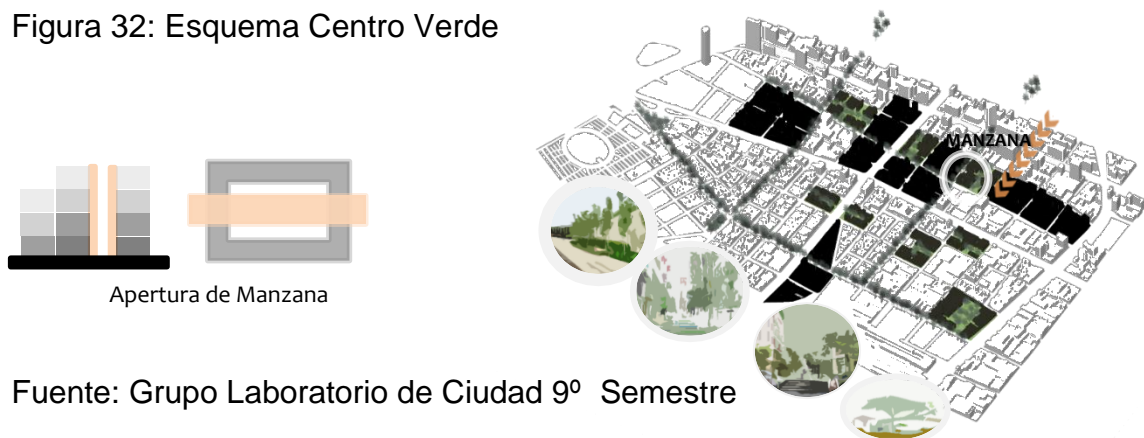 Figura 32: Esquema Centro Verde
MANZANA
Apertura de Manzana
Fuente: Grupo Laboratorio de Ciudad 9º Semestre